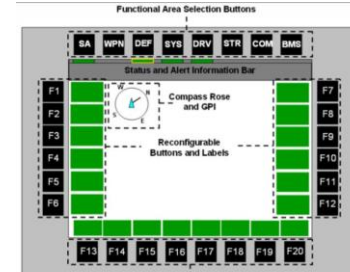 Functional Area Selection Buttons
SA WPN DEF SYS DRV STR COM BMS
Status and Alert Information Bar
F1 F7
W N
S E
Compass Rose
and GPI
F2 F8
F3 F9
Reconfigurable
Buttons and Labels
F4 F10
F5 F11
F6 F12
F13 F14 F15 F16 F17 F18 F19 F20